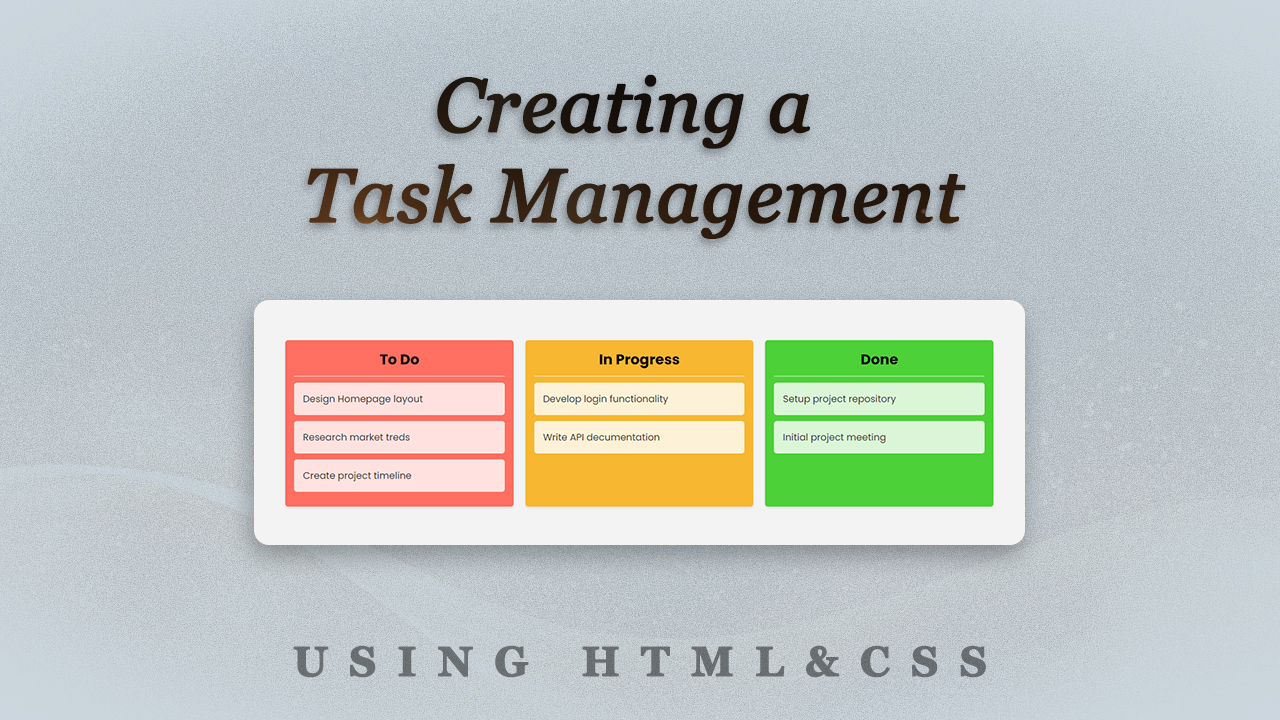 Creating a
Task Management
To Do
Design Homepage layout
Research market treds
Create project timeline
In Progress
Develop login functionality
Write API decumentation
Done
Setup project repository
Initial project meeting
USING HTML&CSS